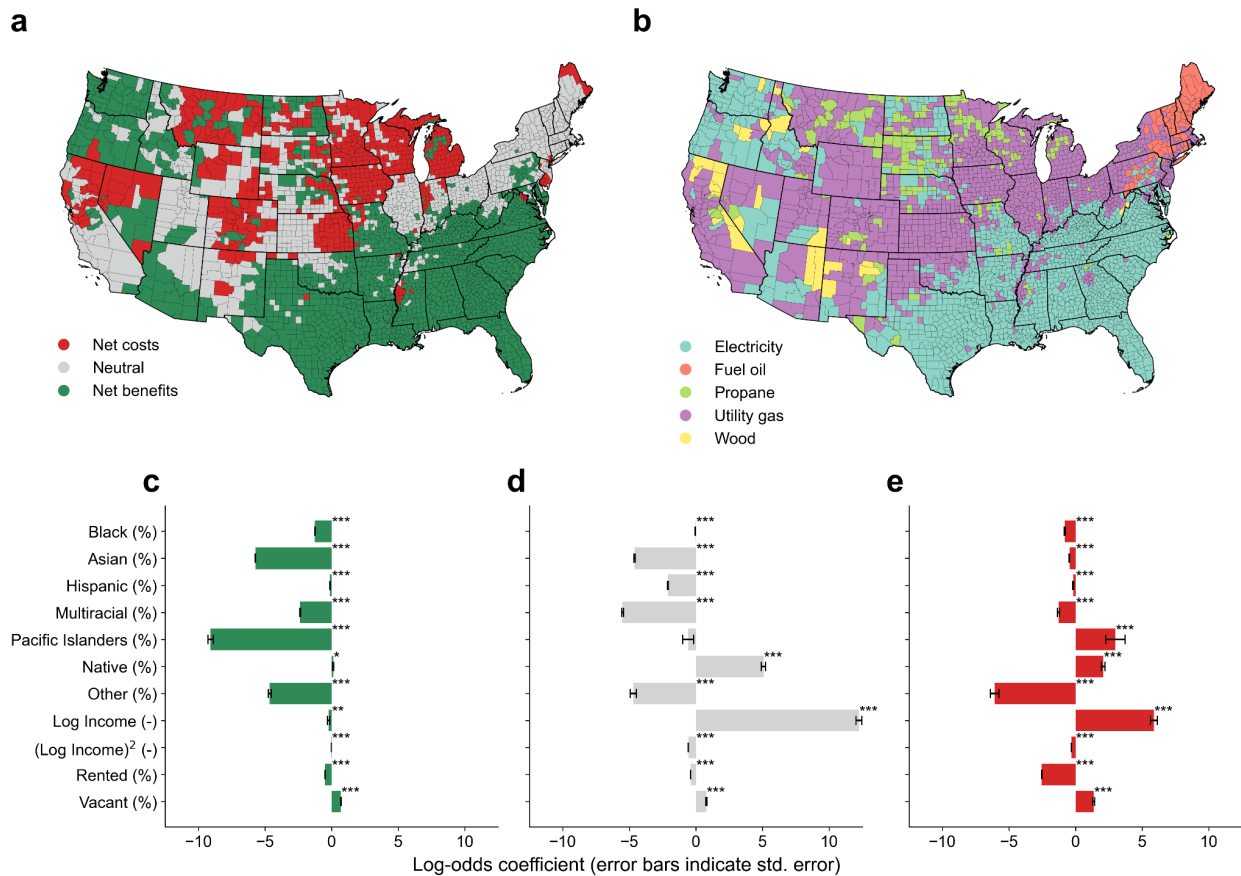 a
b
Net costs
Neutral
Net benefits
Electricity
Fuel oil
Propane
Utility gas
Wood
c
d
e
Black (%)
***
***
***
Asian (%)
***
***
***
Hispanic (%)
***
***
***
Multiracial (%)
***
***
***
Pacific Islanders (%)
***
***
Native (%)
*
***
***
Other (%)
***
***
***
Log Income (-)
**
***
***
(Log Income)² (-)
***
***
***
Rented (%)
***
***
***
Vacant (%)
***
***
***
−10 −5 0 5 10
−10 −5 0 5 10
−10 −5 0 5 10
Log-odds coefficient (error bars indicate std. error)